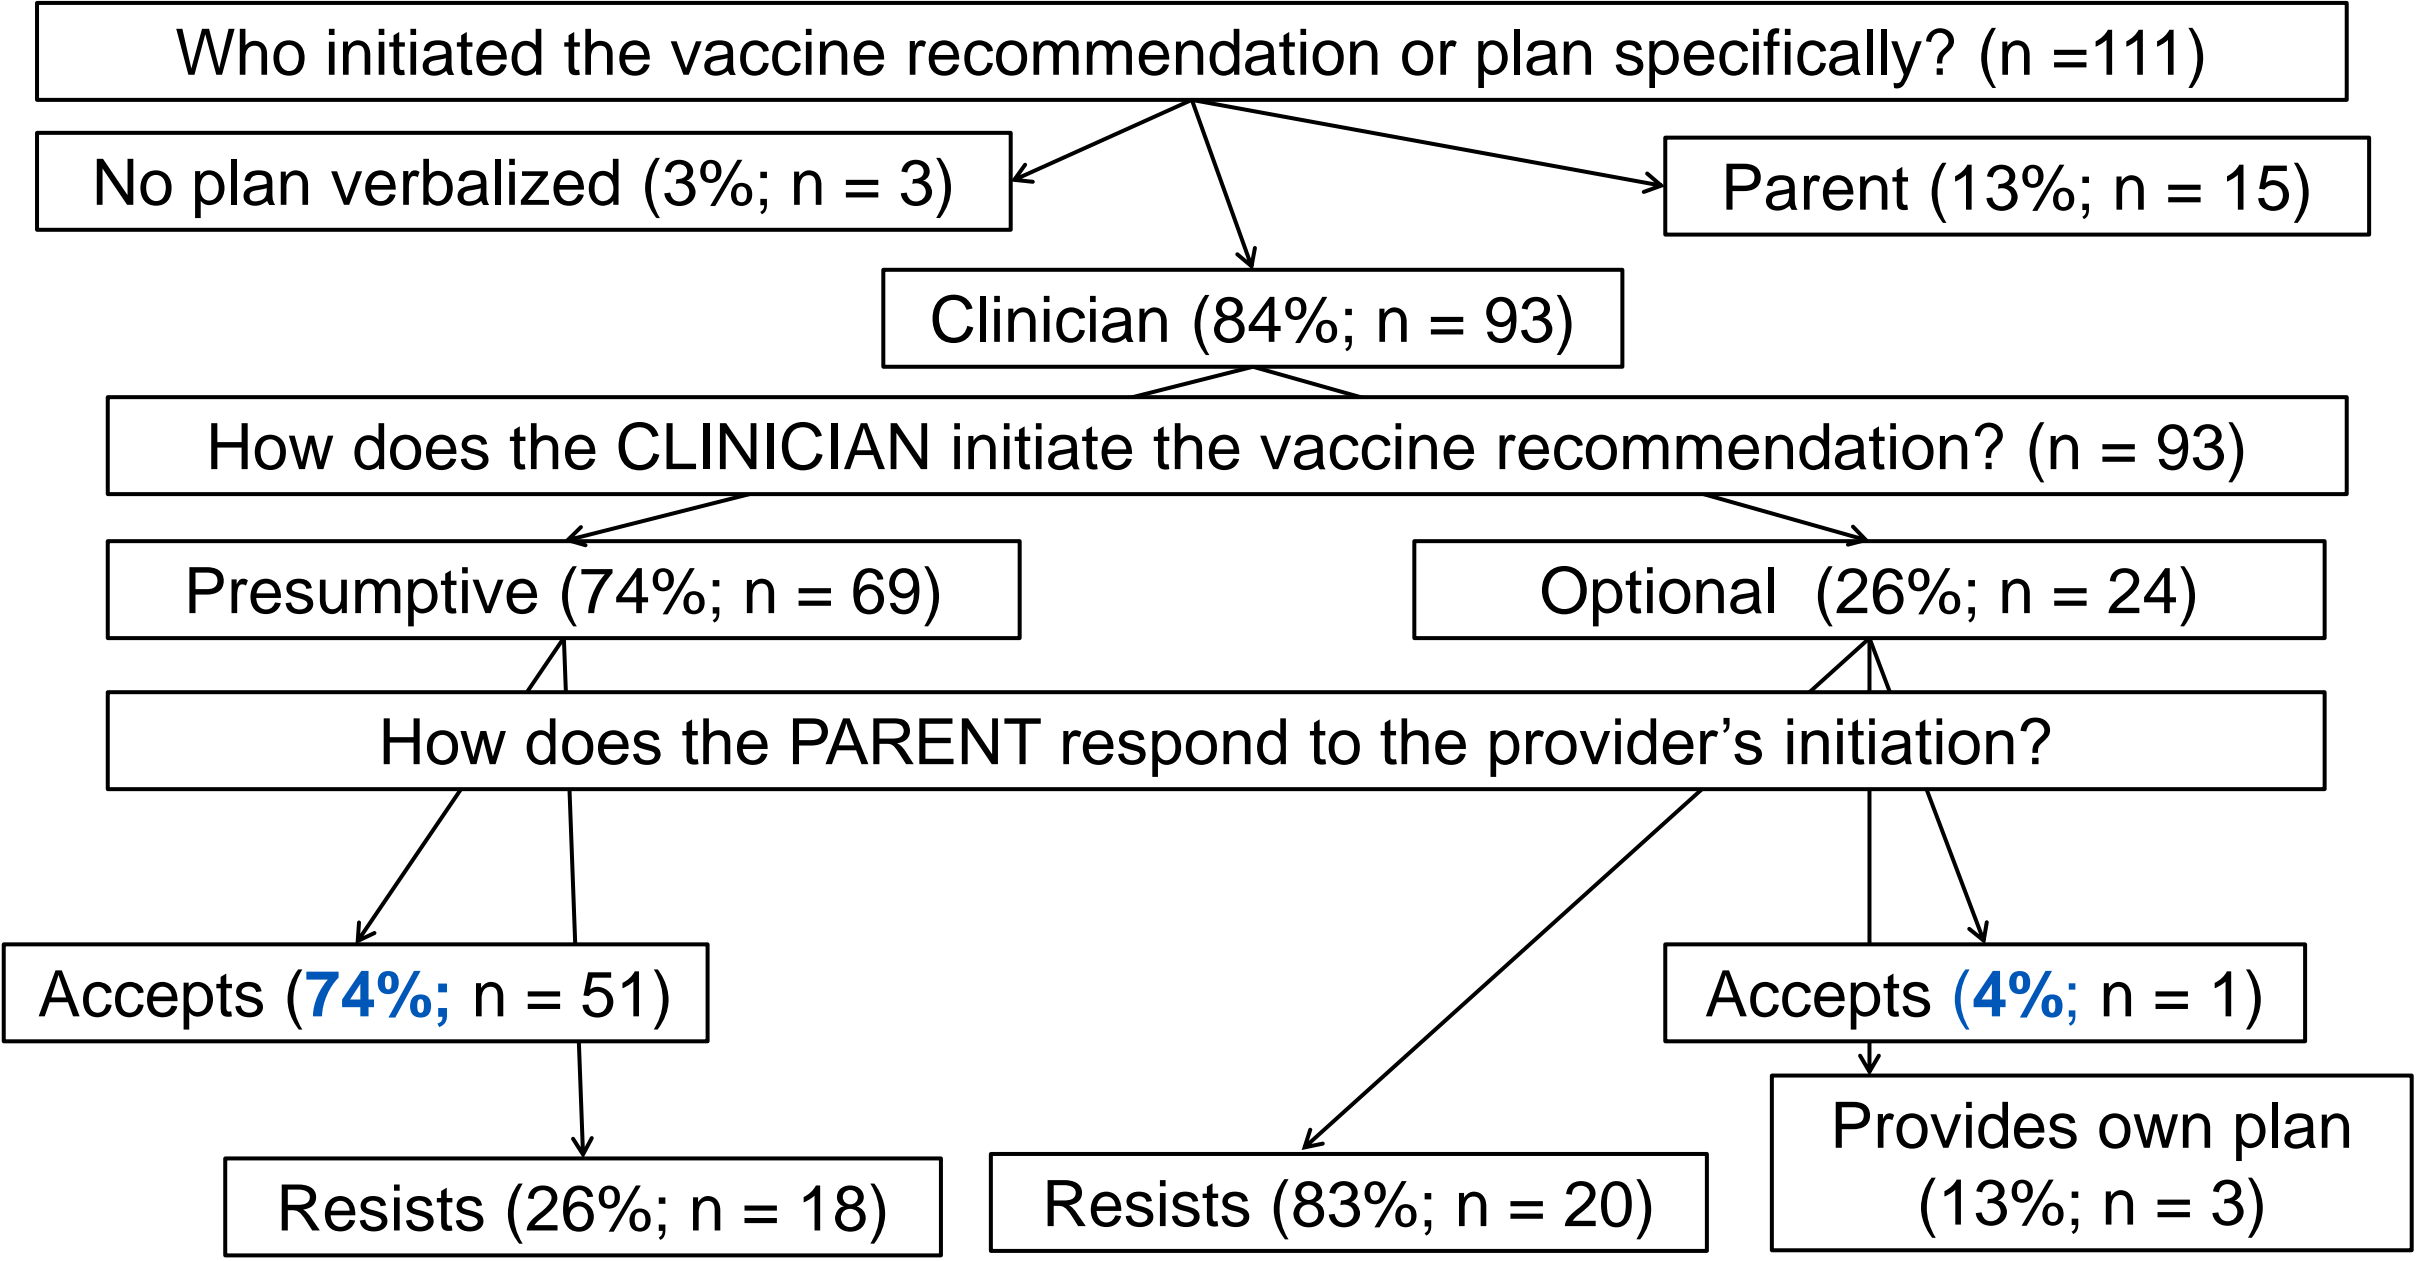 Who initiated the vaccine recommendation or plan specifically? (n =111)
No plan verbalized (3%; n = 3)
Parent (13%; n = 15)
Clinician (84%; n = 93)
How does the CLINICIAN initiate the vaccine recommendation? (n = 93)
Presumptive (74%; n = 69)
Optional  (26%; n = 24)
How does the PARENT respond to the provider’s initiation?
Accepts (74%; n = 51)
Accepts (4%; n = 1)
Resists (26%; n = 18)
Resists (83%; n = 20)
Provides own plan
(13%; n = 3)